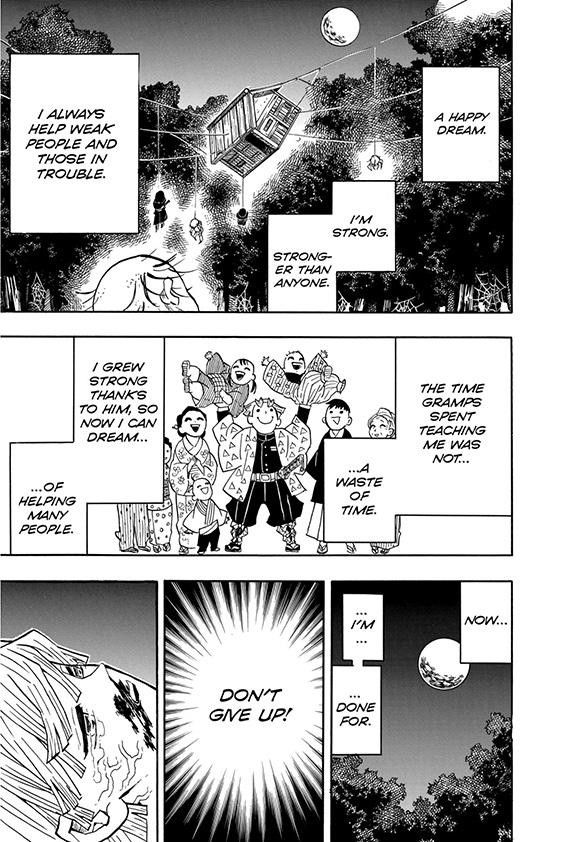 A HAPPY
DREAM.
I'M
STRONG.
STRONG-
ER THAN
ANYONE.
I ALWAYS
HELP WEAK
PEOPLE AND
THOSE IN
TROUBLE.
THE TIME
GRAMPS
SPENT
TEACHING
ME WAS
NOT...
...A
WASTE
OF
TIME.
I GREW
STRONG
THANK'S
TO HIM, SO
NOW I CAN
DREAM...
...OF
HELPING
MANY
PEOPLE.
NOW...
...
I'M
...
...
DONE
FOR.
DON'T
GIVE UP!